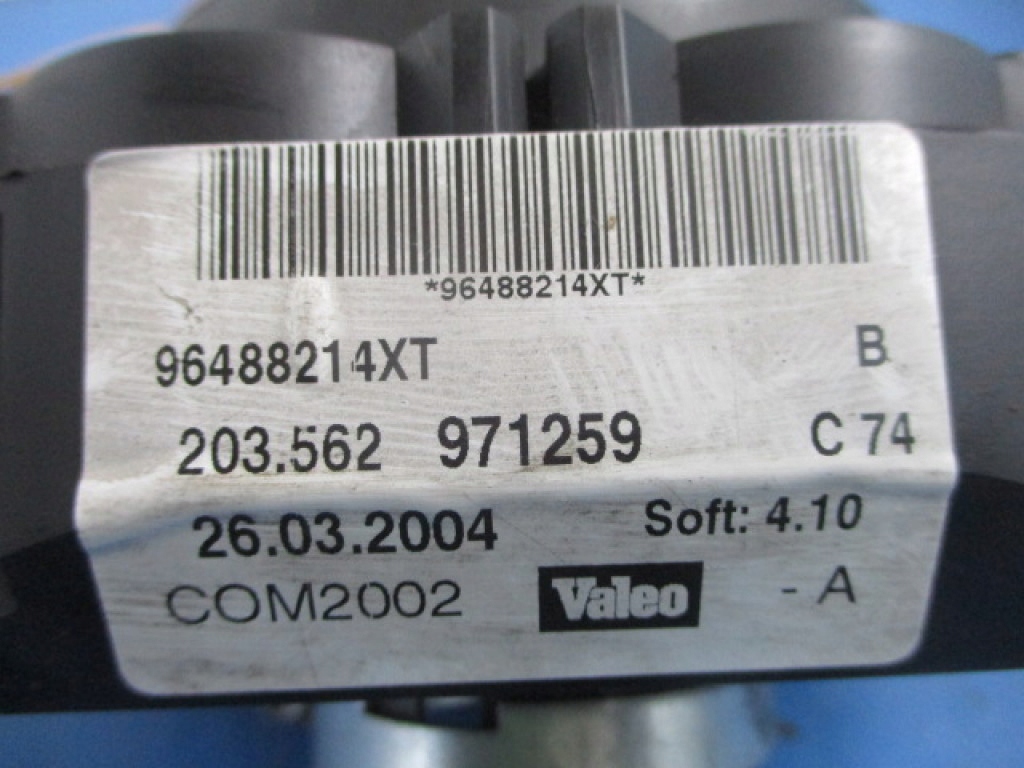 *96488214XT*
96488214XT B
203.562 971259 C 74
26.03.2004 Soft: 4.10
COM2002 Valeo - A